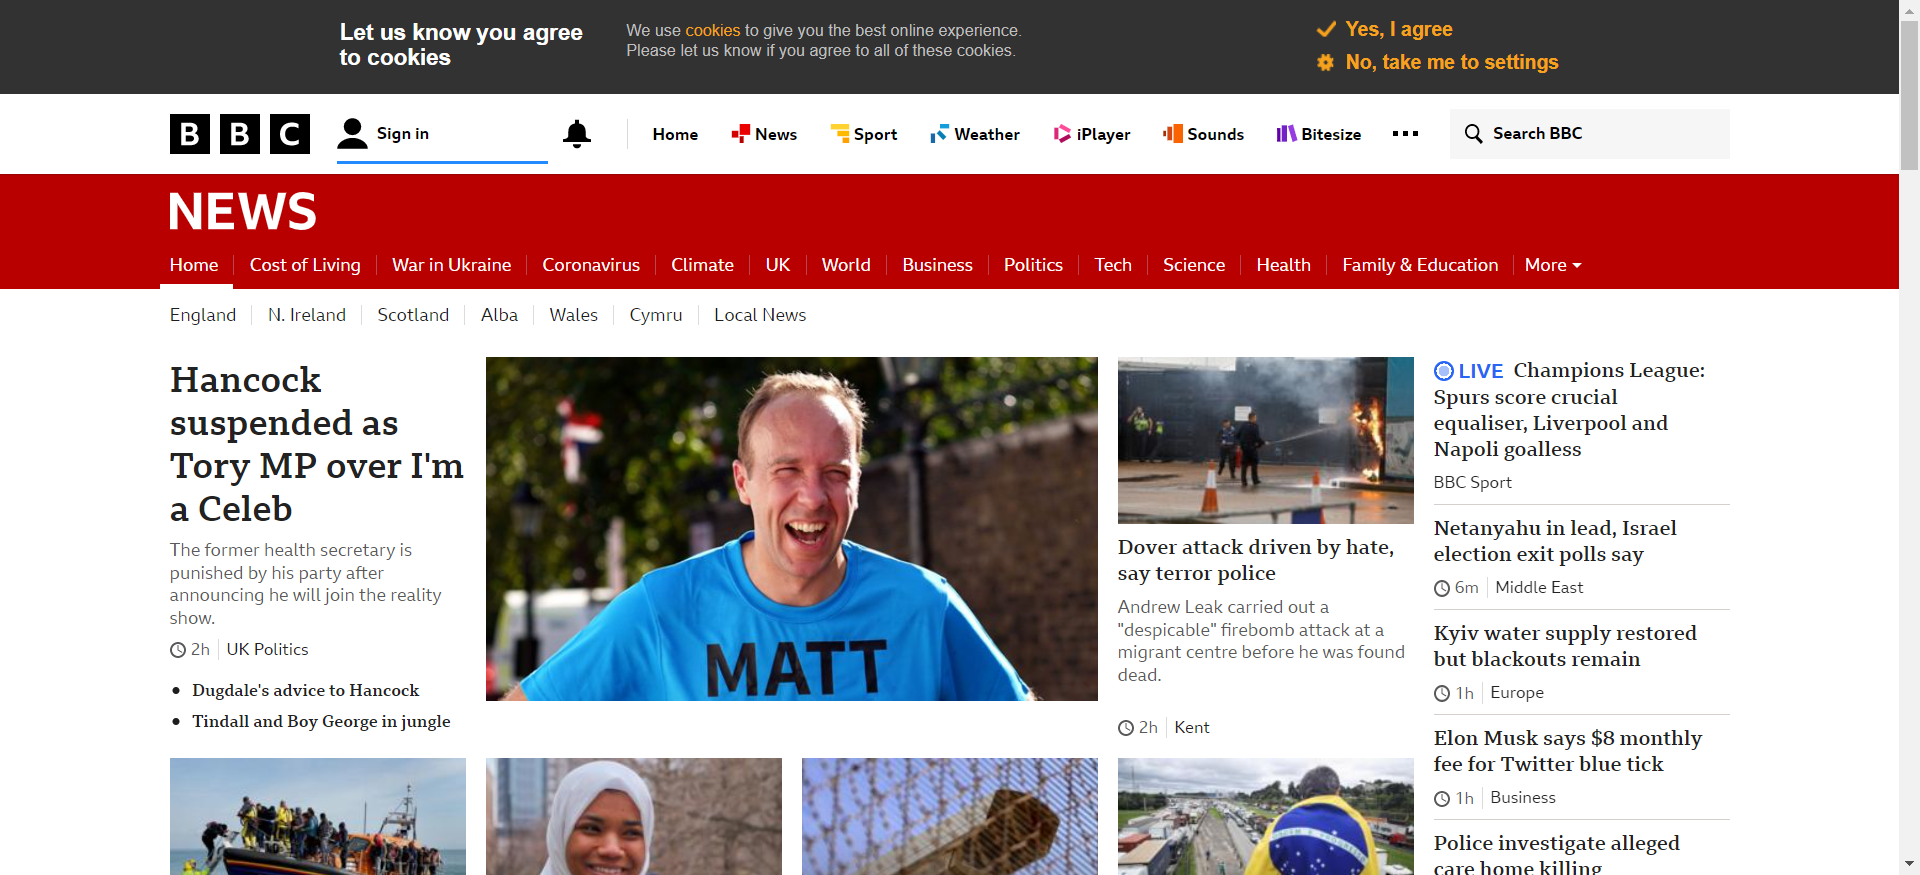 Let us know you agree
to cookies
We use cookies to give you the best online experience.
Please let us know if you agree to all of these cookies.
Yes, I agree
No, take me to settings
BBC
Sign in
Home
News
Sport
Weather
iPlayer
Sounds
Bitesize
Search BBC
NEWS
Home
Cost of Living
War in Ukraine
Coronavirus
Climate
UK
World
Business
Politics
Tech
Science
Health
Family & Education
More
England
N. Ireland
Scotland
Alba
Wales
Cymru
Local News
Hancock
suspended as
Tory MP over I'm
a Celeb
The former health secretary is
punished by his party after
announcing he will join the reality
show.
2h
UK Politics
Dugdale's advice to Hancock
Tindall and Boy George in jungle
MATT
Dover attack driven by hate,
say terror police
Andrew Leak carried out a
"despicable" firebomb attack at a
migrant centre before he was found
dead.
2h
Kent
LIVE Champions League:
Spurs score crucial
equaliser, Liverpool and
Napoli goalless
BBC Sport
Netanyahu in lead, Israel
election exit polls say
6m
Middle East
Kyiv water supply restored
but blackouts remain
1h
Europe
Elon Musk says $8 monthly
fee for Twitter blue tick
1h
Business
Police investigate alleged
care home killing